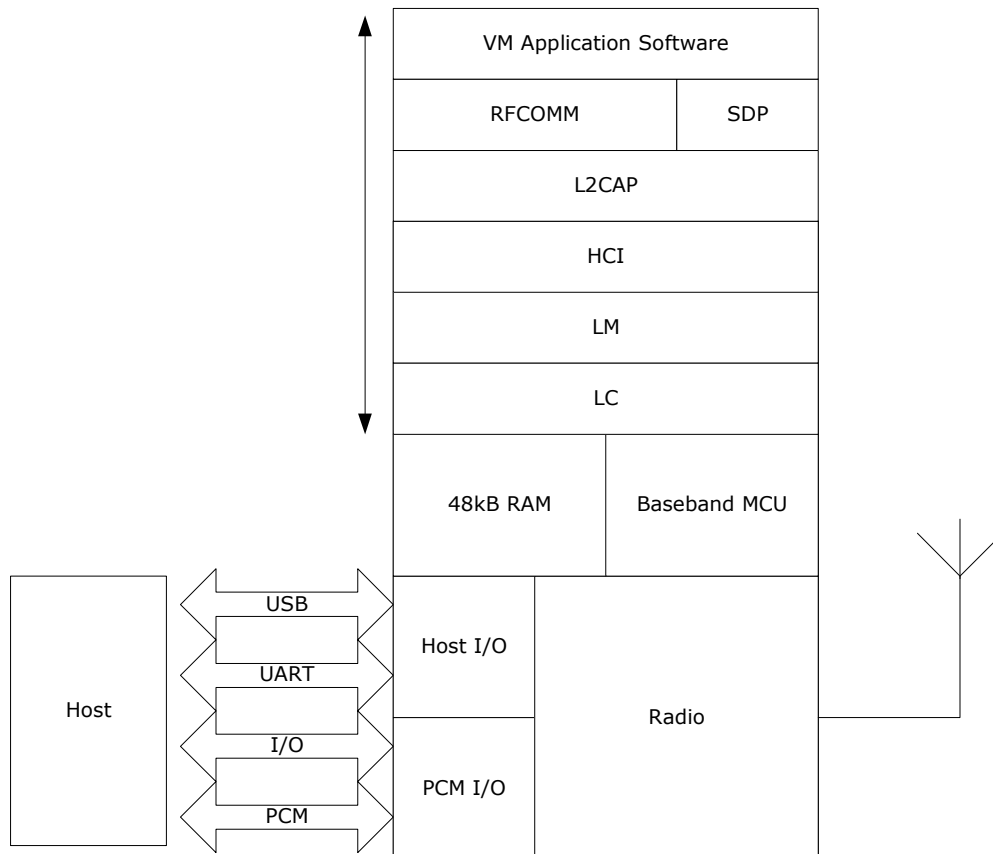 VM Application Software
RFCOMM
SDP
L2CAP
HCI
LM
LC
48kB RAM
Baseband MCU
USB
Host I/O
UART
Host
Radio
I/O
PCM I/O
PCM